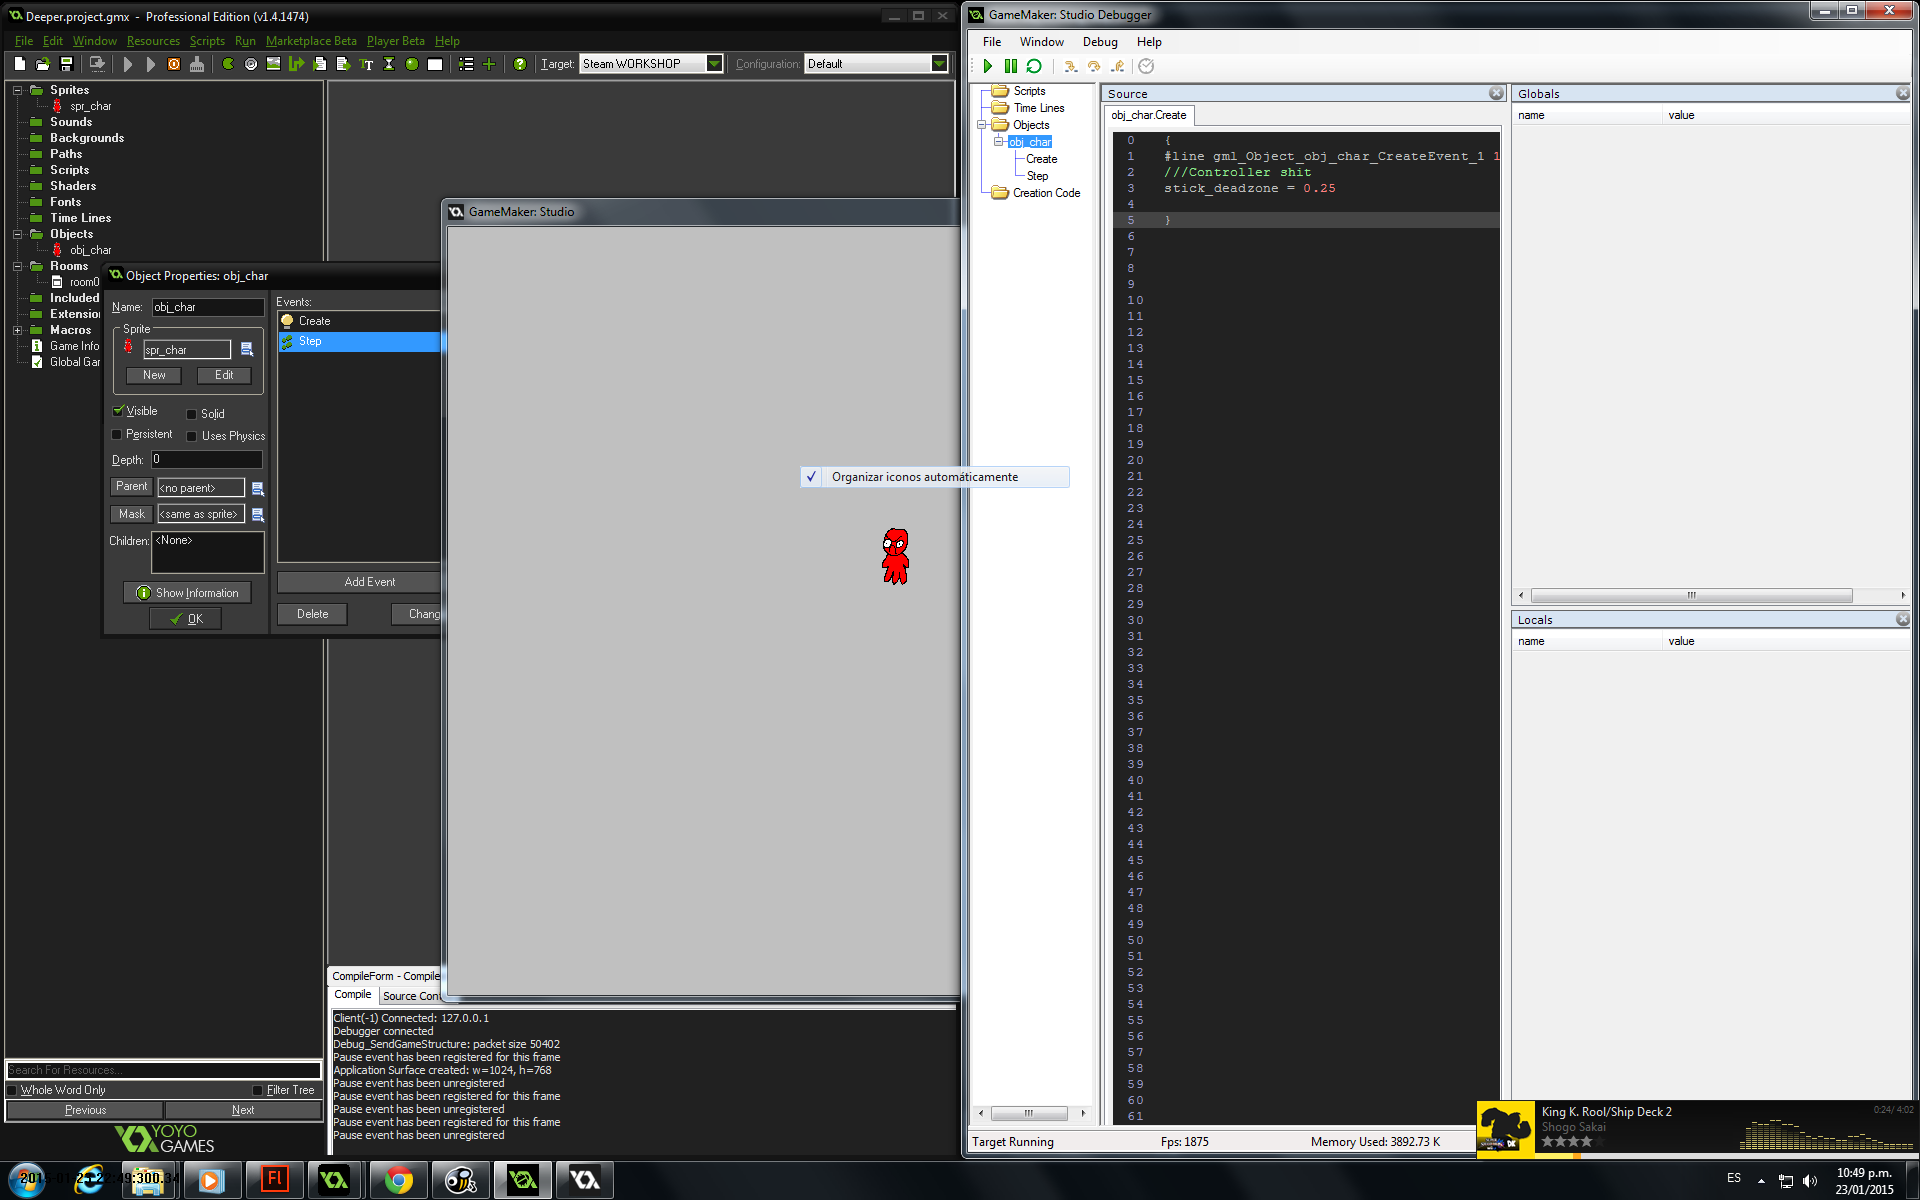 Deeper.project.gmx - Professional Edition (v1.4.1474)
File Edit Window Resources Scripts Run Marketplace Beta Player Beta Help
Target: Steam WORKSHOP Configuration: Default
Sprites
spr_char
Sounds
Backgrounds
Paths
Scripts
Shaders
Fonts
Time Lines
Objects
obj_char
Rooms
room0
Included
Extensio
Macros
Game Info
Global Gar
Object Properties: obj_char
Name: obj_char
Sprite
spr_char
New Edit
Visible Solid
Persistent Uses Physics
Depth: 0
Parent <no parent>
Mask <same as sprite>
Children: <None>
Show Information
OK
Events:
Create
Step
Add Event
Delete Chang
GameMaker: Studio
Organizar iconos automáticamente
CompileForm - Compile
Compile Source Con
Client(-1) Connected: 127.0.0.1
Debugger connected
Debug_SendGameStructure: packet size 50402
Pause event has been registered for this frame
Application Surface created: w=1024, h=768
Pause event has been unregistered
Pause event has been registered for this frame
Pause event has been unregistered
Pause event has been registered for this frame
Pause event has been unregistered
Search For Resources...
Whole Word Only Filter Tree
Previous Next
YOYO
GAMES
GameMaker: Studio Debugger
File Window Debug Help
Scripts
Time Lines
Objects
obj_char
Create
Step
Creation Code
Source
obj_char.Create
0 {
1 #line gml_Object_obj_char_CreateEvent_1 1
2 ///Controller shit
3 stick_deadzone = 0.25
4
5 }
6
7
8
9
10
11
12
13
14
15
16
17
18
19
20
21
22
23
24
25
26
27
28
29
30
31
32
33
34
35
36
37
38
39
40
41
42
43
44
45
46
47
48
49
50
51
52
53
54
55
56
57
58
59
60
61
Globals
name value
Locals
name value
Target Running Fps: 1875 Memory Used: 3892.73 K
King K. Rool/Ship Deck 2 0:24/ 4:02
Shogo Sakai
ES
10:49 p.m.
23/01/2015